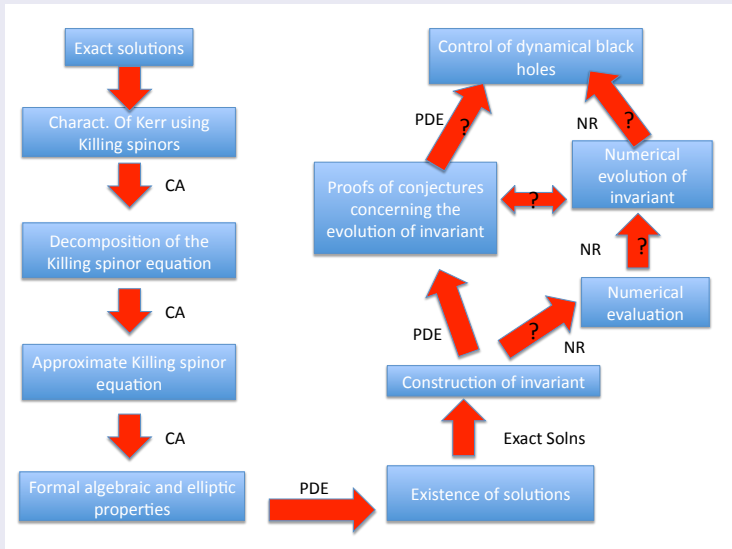 Exact solutions
Charact. Of Kerr using
Killing spinors
CA
Decomposition of the
Killing spinor equation
CA
Approximate Killing spinor
equation
CA
Formal algebraic and elliptic
properties
PDE
Existence of solutions
Exact Solns
Construction of invariant
PDE
?
NR
Proofs of conjectures
concerning the
evolution of invariant
?
Numerical
evaluation
NR
?
Numerical
evolution of
invariant
PDE
?
NR
?
Control of dynamical black
holes